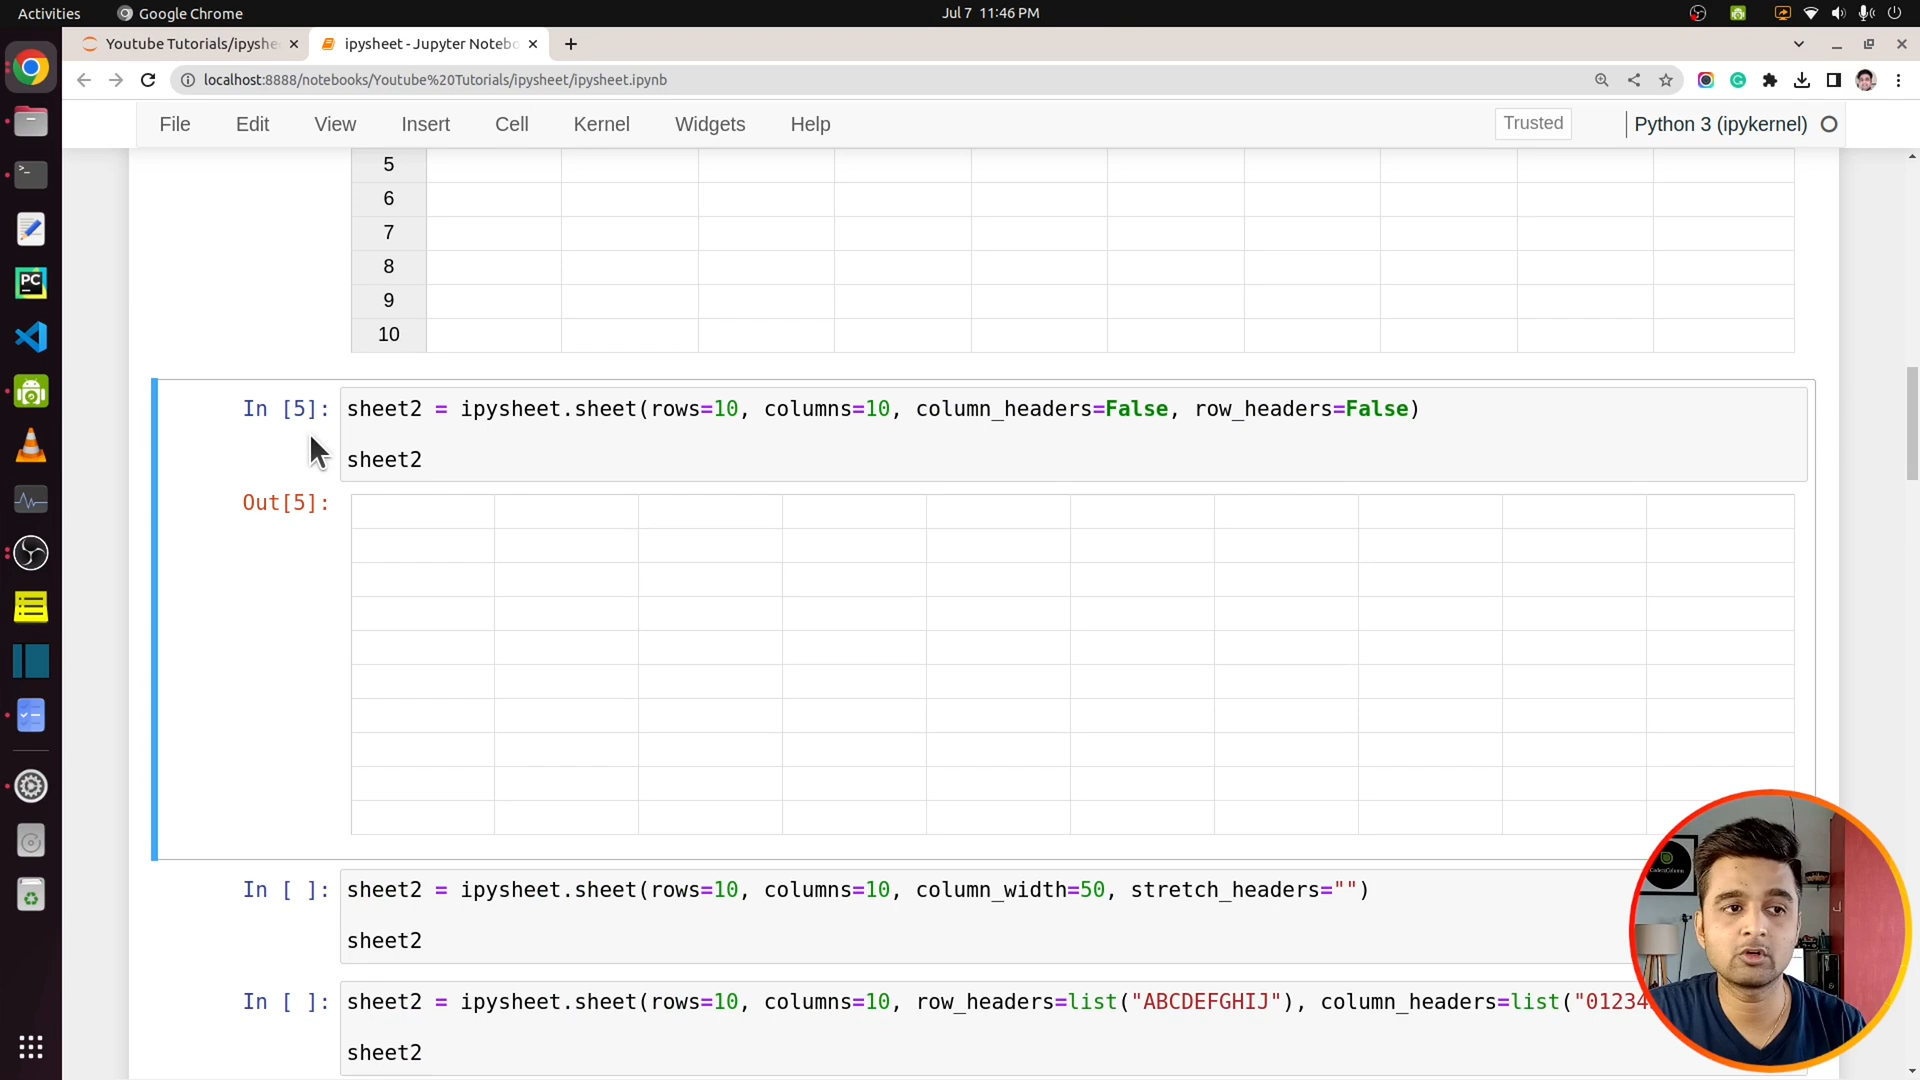 Activities Google Chrome Jul 7 11:46 PM
Youtube Tutorials/ipyshe ipysheet - Jupyter Notebo
localhost:8888/notebooks/Youtube%20Tutorials/ipysheet/ipysheet.ipynb
File Edit View Insert Cell Kernel Widgets Help Trusted Python 3 (ipykernel)
5
6
7
8
9
10
In [5]: sheet2 = ipysheet.sheet(rows=10, columns=10, column_headers=False, row_headers=False)
sheet2
Out[5]:
In [ ]: sheet2 = ipysheet.sheet(rows=10, columns=10, column_width=50, stretch_headers="")
sheet2
In [ ]: sheet2 = ipysheet.sheet(rows=10, columns=10, row_headers=list("ABCDEFGHIJ"), column_headers=list("01234
sheet2
PC